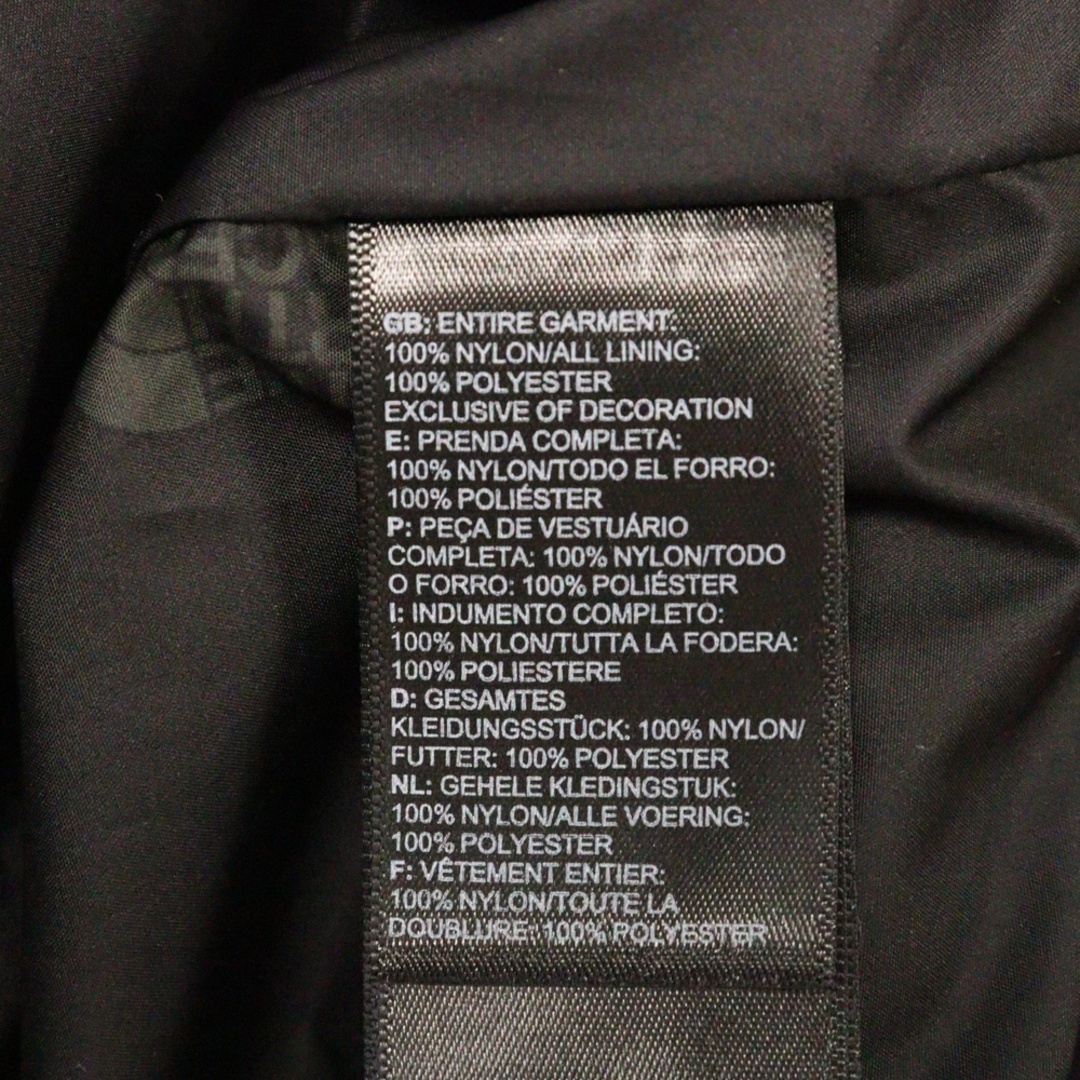 GB: ENTIRE GARMENT:
100% NYLON/ALL LINING:
100% POLYESTER
EXCLUSIVE OF DECORATION
E: PRENDA COMPLETA:
100% NYLON/TODO EL FORRO:
100% POLIÉSTER
P: PEÇA DE VESTUÁRIO
COMPLETA: 100% NYLON/TODO
O FORRO: 100% POLIÉSTER
I: INDUMENTO COMPLETO:
100% NYLON/TUTTA LA FODERA:
100% POLIESTERE
D: GESAMTES
KLEIDUNGSSTÜCK: 100% NYLON/
FUTTER: 100% POLYESTER
NL: GEHELE KLEDINGSTUK:
100% NYLON/ALLE VOERING:
100% POLYESTER
F: VÊTEMENT ENTIER:
100% NYLON/TOUTE LA
DOUBLURE: 100% POLYESTER